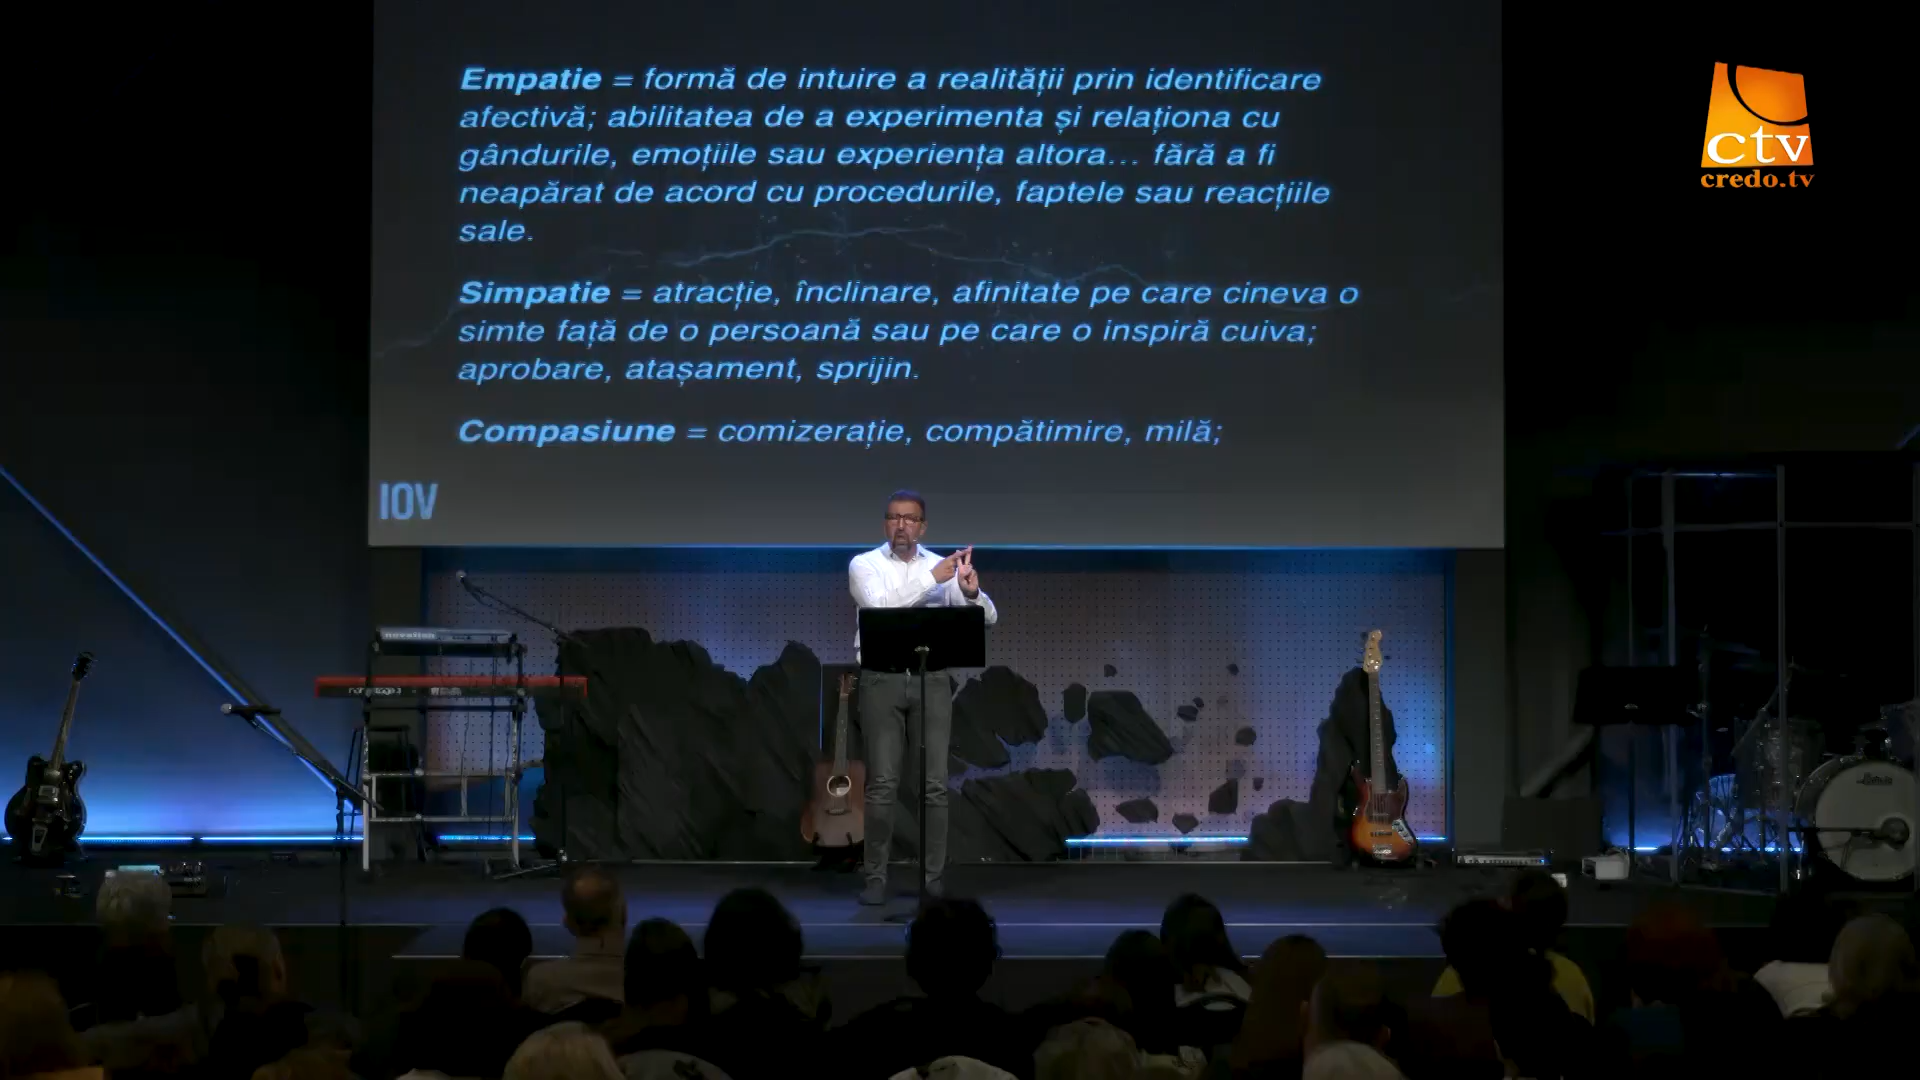 Empatie = formă de intuire a realității prin identificare
afectivă; abilitatea de a experimenta și relaționa cu
gândurile, emoțiile sau experiența altora... fără a fi
neapărat de acord cu procedurile, faptele sau reacțiile
sale.
Simpatie = atracție, înclinare, afinitate pe care cineva o
simte față de o persoană sau pe care o inspiră cuiva;
aprobare, atașament, sprijin.
Compasiune = comizerație, compătimire, milă;
IOV
ctv
credo.tv